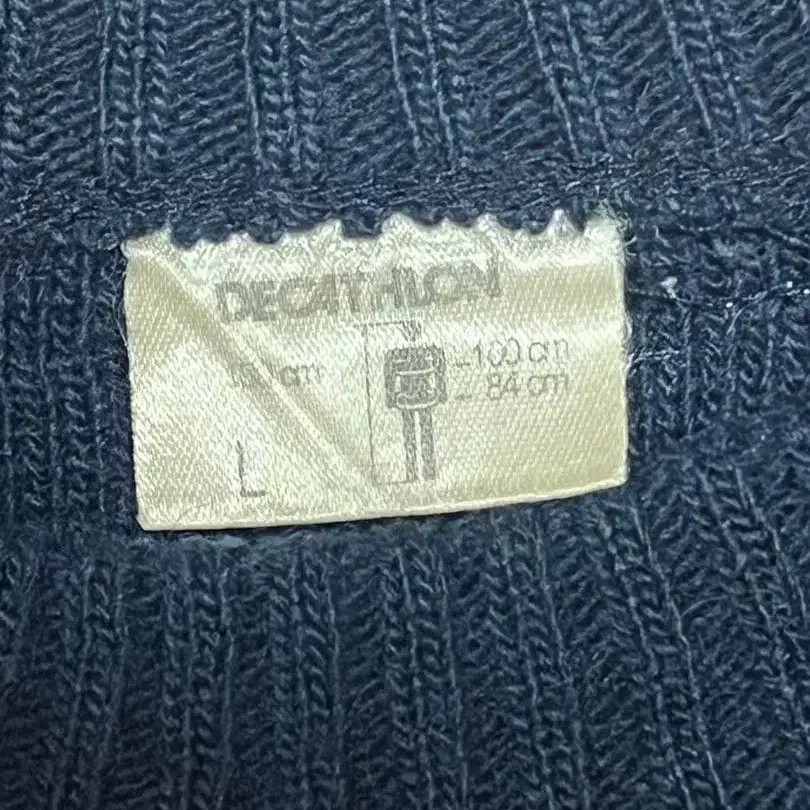 DECATHLON
100 cm
84 cm
L